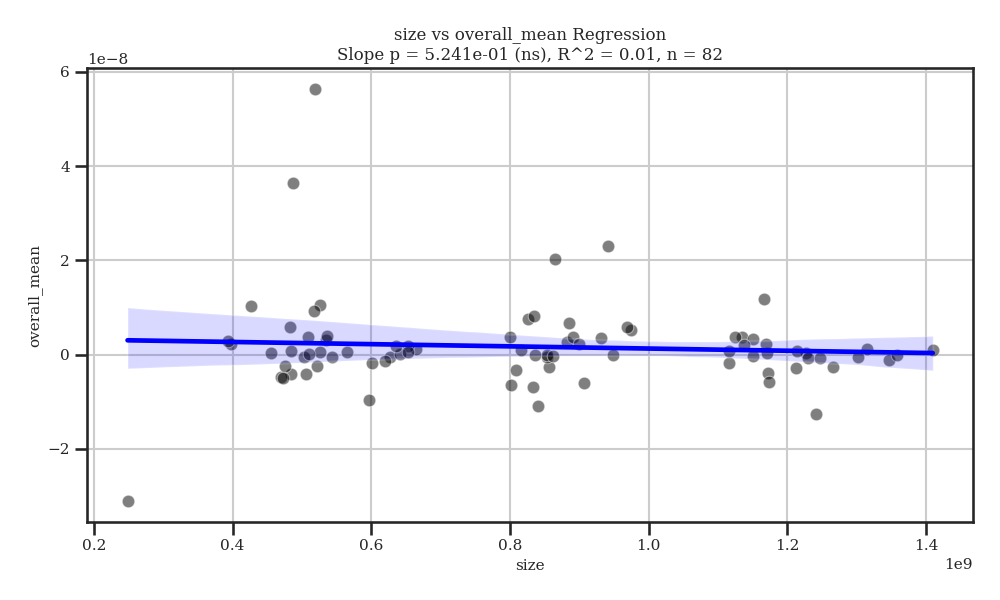 size vs overall_mean Regression
Slope p = 5.241e-01 (ns), R^2 = 0.01, n = 82
1e−8
6
4
2
0
−2
overall_mean
0.2 0.4 0.6 0.8 1.0 1.2 1.4
1e9
size